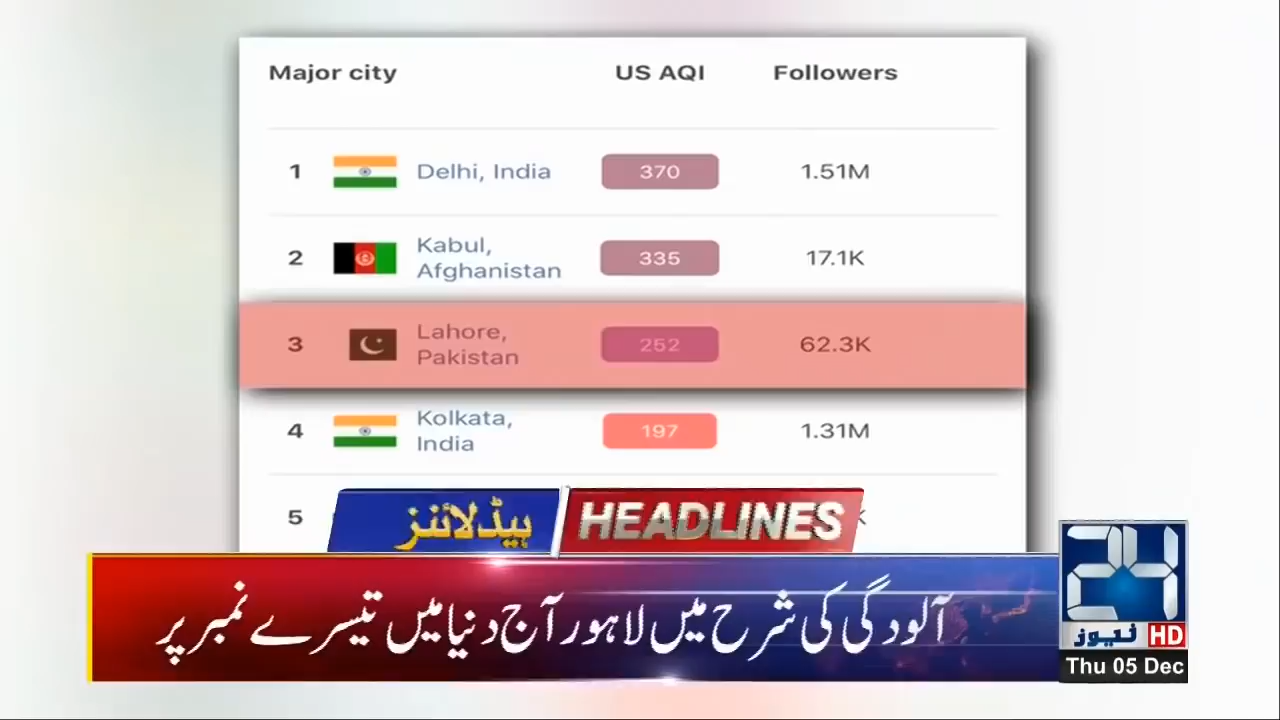 Major city US AQI Followers
1 Delhi, India 370 1.51M
2 Kabul, Afghanistan 335 17.1K
3 Lahore, Pakistan 252 62.3K
4 Kolkata, India 197 1.31M
5 K
ہیڈلائنز HEADLINES
آلودگی کی شرح میں لاہور آج دنیا میں تیسرے نمبر پر
24
نیوز HD
Thu 05 Dec